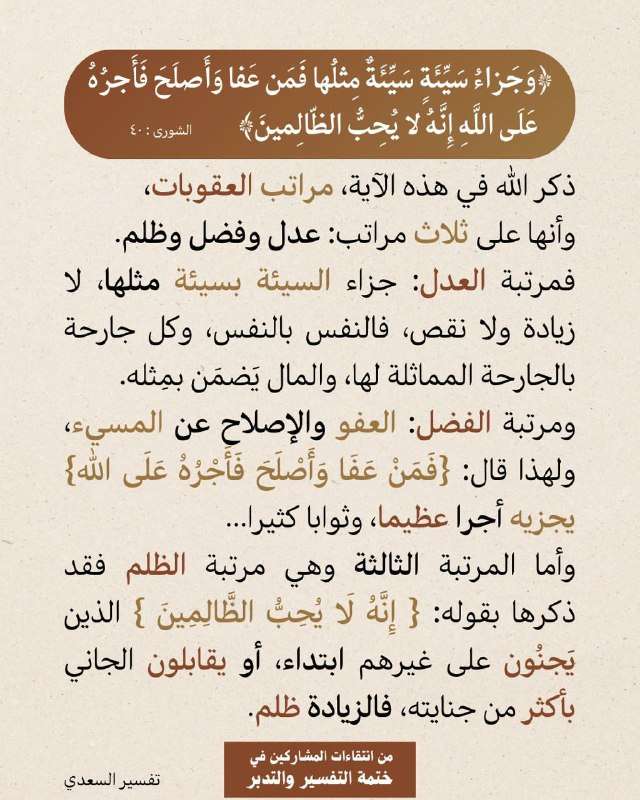 ﴿وَجَزاءُ سَيِّئَةٍ سَيِّئَةٌ مِثلُها فَمَن عَفا وَأَصلَحَ فَأَجرُهُ
عَلَى اللَّهِ إِنَّهُ لا يُحِبُّ الظّالِمينَ﴾ الشورى : ٤٠
ذكر الله في هذه الآية، مراتب العقوبات،
وأنها على ثلاث مراتب: عدل وفضل وظلم.
فمرتبة العدل: جزاء السيئة بسيئة مثلها، لا
زيادة ولا نقص، فالنفس بالنفس، وكل جارحة
بالجارحة المماثلة لها، والمال يَضمَن بمِثله.
ومرتبة الفضل: العفو والإصلاح عن المسيء،
ولهذا قال: {فَمَنْ عَفَا وَأَصْلَحَ فَأَجْرُهُ عَلَى الله}
يجزيه أجرا عظيما، وثوابا كثيرا...
وأما المرتبة الثالثة وهي مرتبة الظلم فقد
ذكرها بقوله: { إِنَّهُ لَا يُحِبُّ الظَّالِمِينَ } الذين
يَجنُون على غيرهم ابتداء، أو يقابلون الجاني
بأكثر من جنايته، فالزيادة ظلم.
من انتقاءات المشاركين في
ختمة التفسير والتدبر
تفسير السعدي